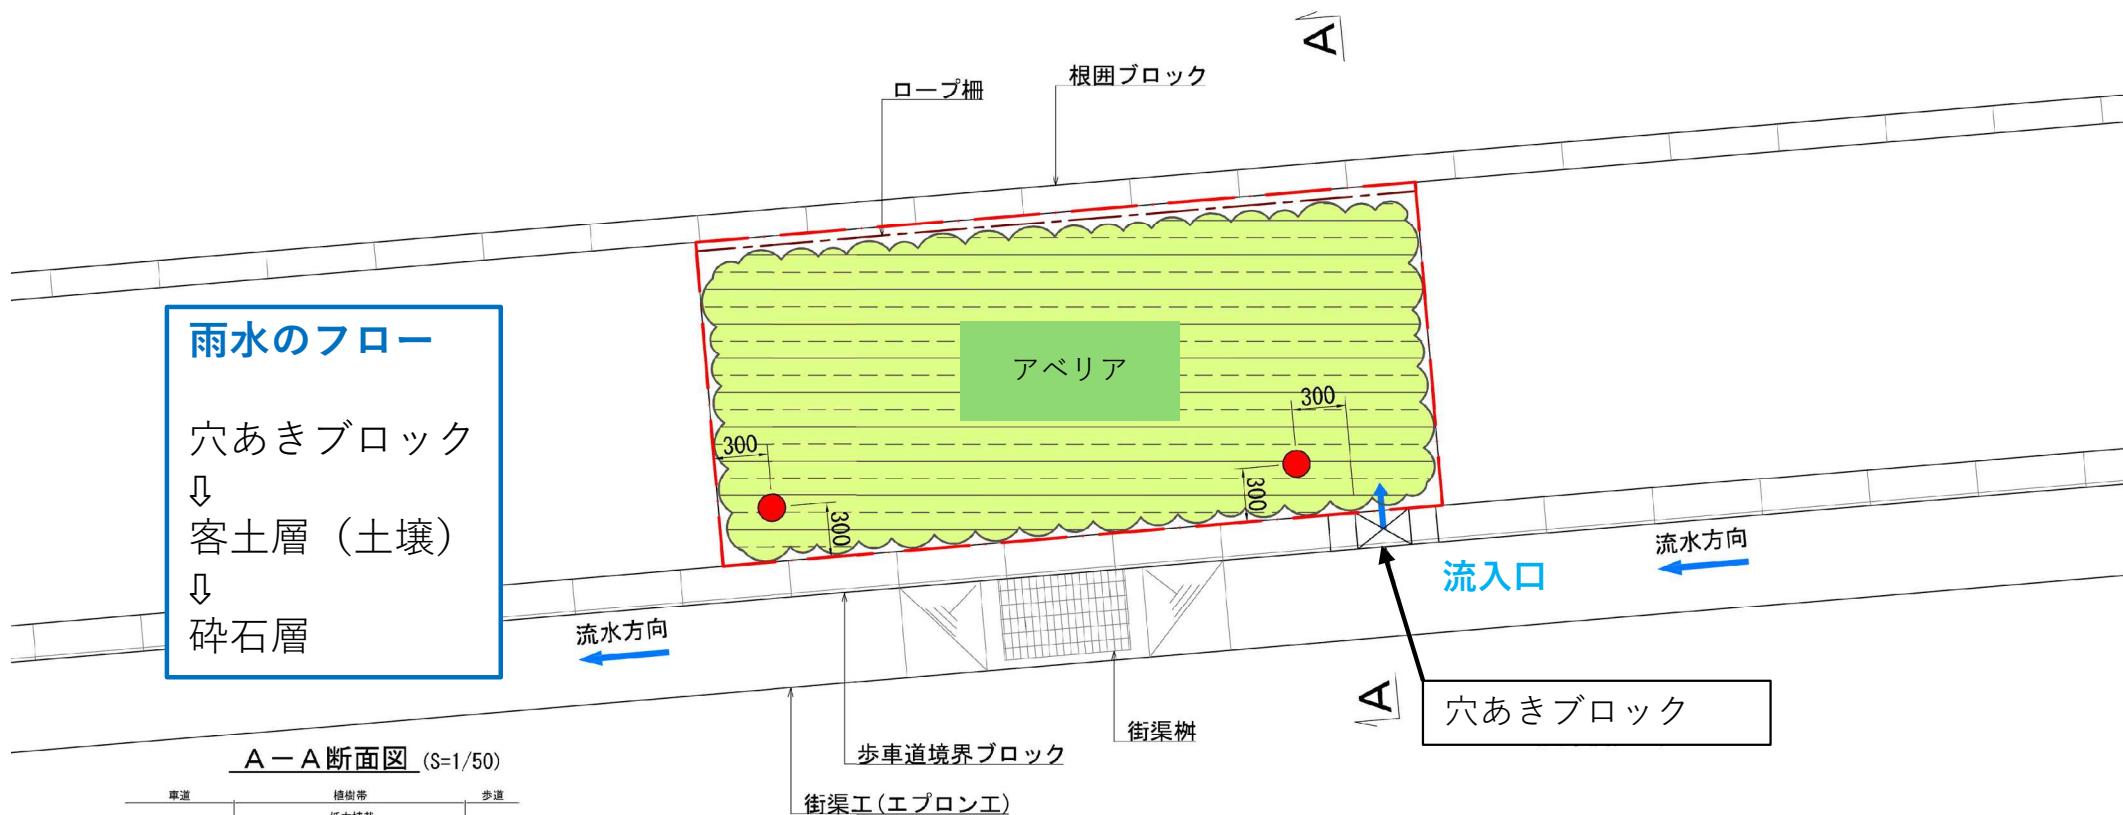 A
ロープ柵
根囲ブロック
雨水のフロー
穴あきブロック
⇩
客土層（土壌）
⇩
砕石層
アベリア
300
300
300
300
流水方向
流入口
流水方向
A
穴あきブロック
街渠桝
歩車道境界ブロック
街渠工(エプロン工)
A－A断面図 (S=1/50)
車道
植樹帯
歩道